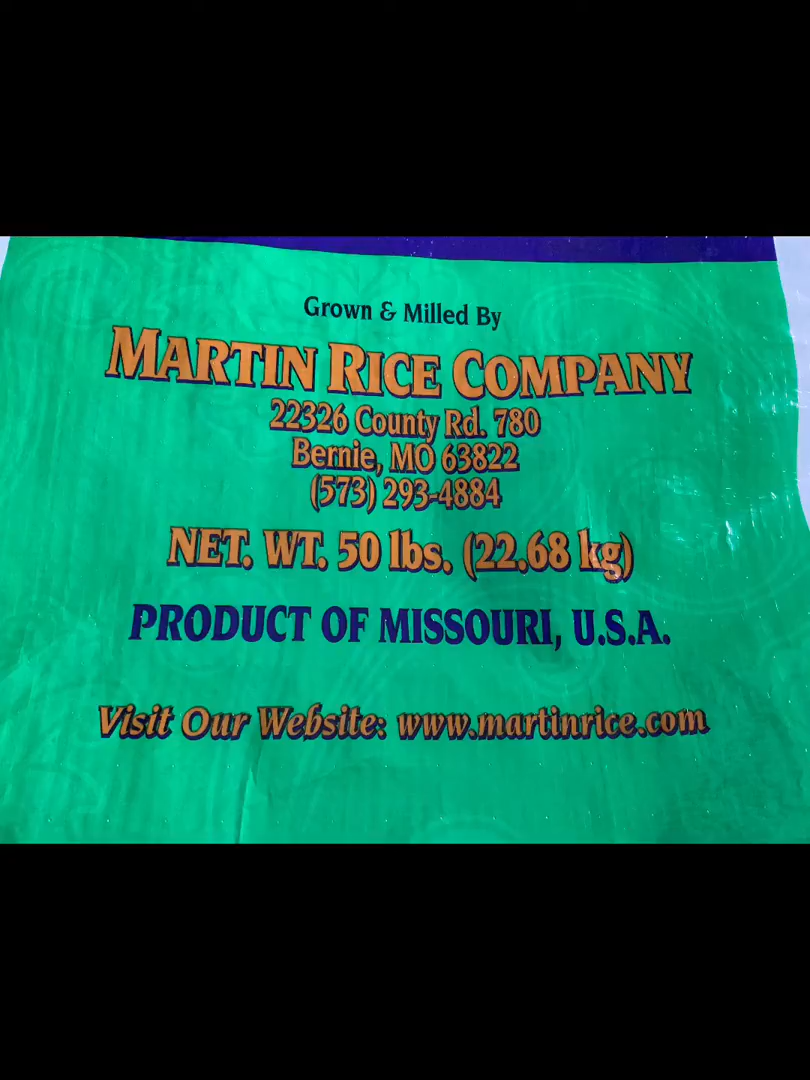 Grown & Milled By
MARTIN RICE COMPANY
22326 County Rd. 780
Bernie, MO 63822
(573) 293-4884
NET. WT. 50 lbs. (22.68 kg)
PRODUCT OF MISSOURI, U.S.A.
Visit Our Website: www.martinrice.com